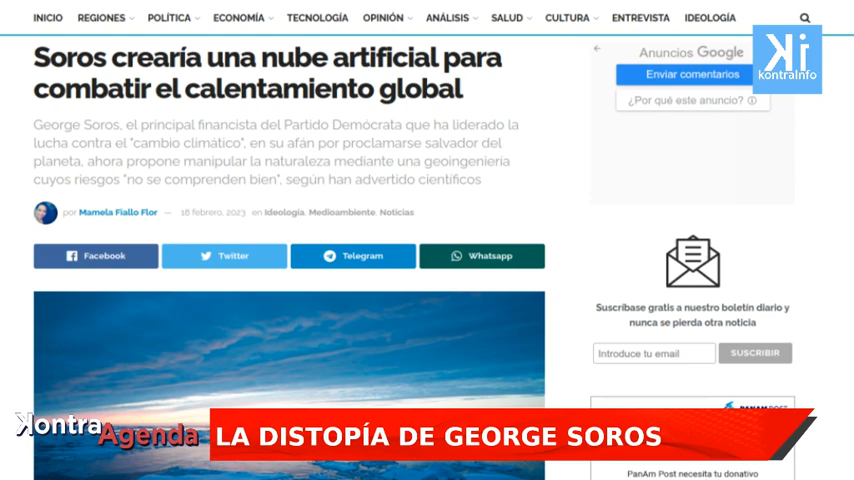 INICIO REGIONES POLÍTICA ECONOMÍA TECNOLOGÍA OPINIÓN ANÁLISIS SALUD CULTURA ENTREVISTA IDEOLOGÍA
Soros crearía una nube artificial para
combatir el calentamiento global
George Soros, el principal financista del Partido Demócrata que ha liderado la
lucha contra el "cambio climático", en su afán por proclamarse salvador del
planeta, ahora propone manipular la naturaleza mediante una geoingeniería
cuyos riesgos "no se comprenden bien", según han advertido científicos
por Mamela Fiallo Flor — 16 febrero, 2023 en Ideología, Medioambiente, Noticias
Facebook
Twitter
Telegram
Whatsapp
Anuncios Google
Enviar comentarios
¿Por qué este anuncio?
Ki
kontrainfo
Suscríbase gratis a nuestro boletín diario y
nunca se pierda otra noticia
Introduce tu email
SUSCRIBIR
PANAM POST
PanAm Post necesita tu donativo
Kontra
Agenda
LA DISTOPÍA DE GEORGE SOROS